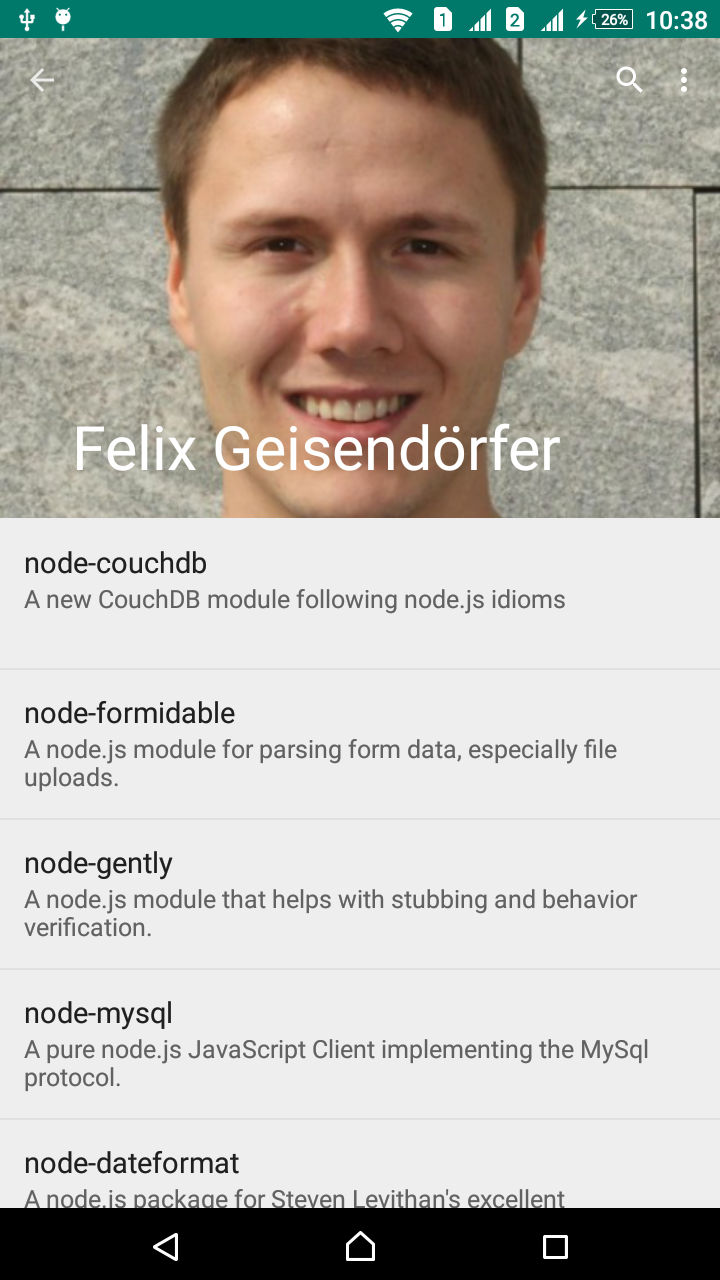 1 2 26% 10:38
Felix Geisendörfer
node-couchdb
A new CouchDB module following node.js idioms
node-formidable
A node.js module for parsing form data, especially file
uploads.
node-gently
A node.js module that helps with stubbing and behavior
verification.
node-mysql
A pure node.js JavaScript Client implementing the MySql
protocol.
node-dateformat
A node.js package for Steven Levithan's excellent